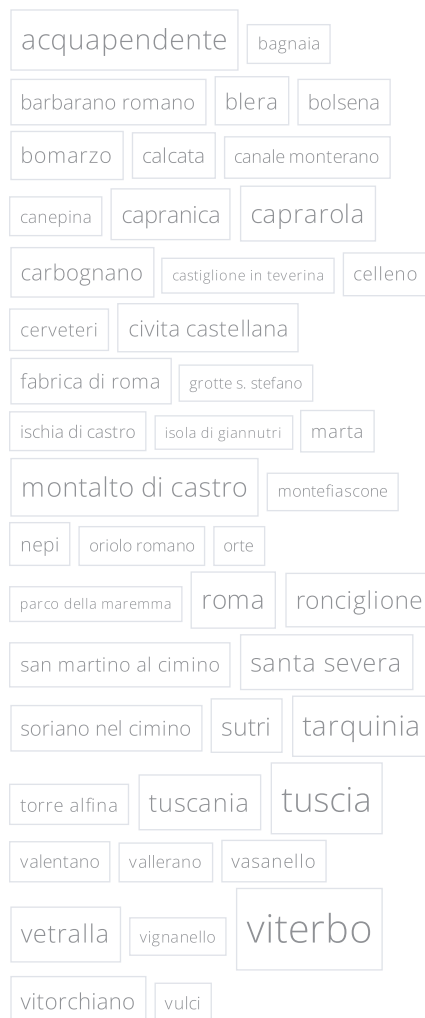 acquapendente bagnaia
barbarano romano blera bolsena
bomarzo calcata canale monterano
canepina capranica caprarola
carbognano castiglione in teverina celleno
cerveteri civita castellana
fabrica di roma grotte s. stefano
ischia di castro isola di giannutri marta
montalto di castro montefiascone
nepi oriolo romano orte
parco della maremma roma ronciglione
san martino al cimino santa severa
soriano nel cimino sutri tarquinia
torre alfina tuscania tuscia
valentano vallerano vasanello
vetralla vignanello viterbo
vitorchiano vulci